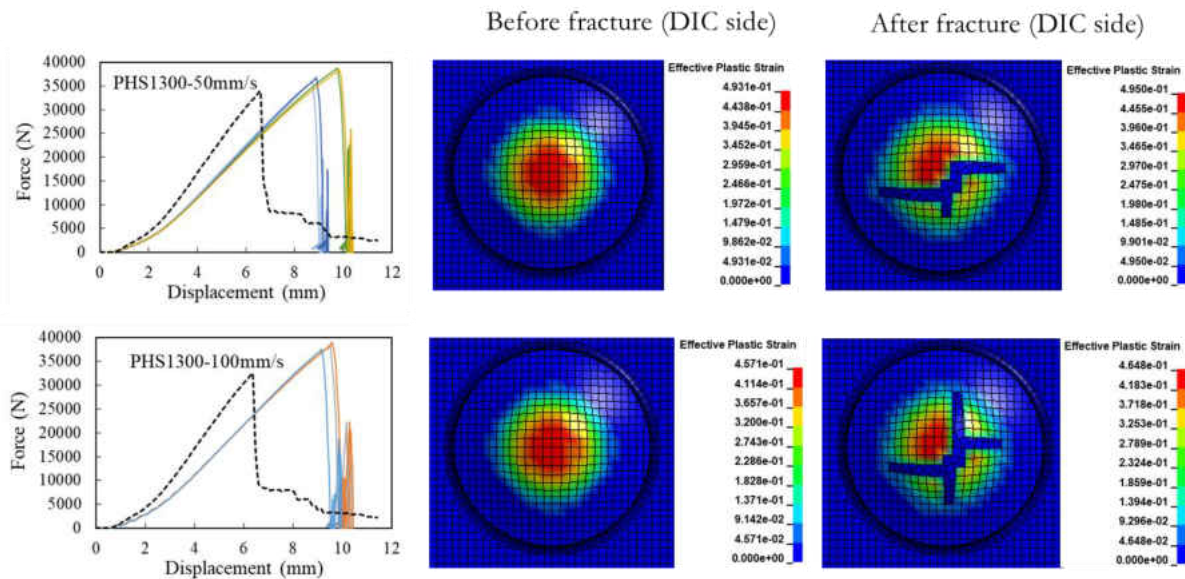 Before fracture (DIC side)
After fracture (DIC side)
40000
35000
30000
25000
20000
15000
10000
5000
0
Force (N)
PHS1300-50mm/s
0 2 4 6 8 10 12
Displacement (mm)
Effective Plastic Strain
4.931e-01
4.438e-01
3.945e-01
3.452e-01
2.959e-01
2.466e-01
1.972e-01
1.479e-01
9.862e-02
4.931e-02
0.000e+00
Effective Plastic Strain
4.950e-01
4.455e-01
3.960e-01
3.465e-01
2.970e-01
2.475e-01
1.980e-01
1.485e-01
9.901e-02
4.950e-02
0.000e+00
40000
35000
30000
25000
20000
15000
10000
5000
0
Force (N)
PHS1300-100mm/s
0 2 4 6 8 10 12
Displacement (mm)
Effective Plastic Strain
4.571e-01
4.114e-01
3.657e-01
3.200e-01
2.743e-01
2.286e-01
1.828e-01
1.371e-01
9.142e-02
4.571e-02
0.000e+00
Effective Plastic Strain
4.648e-01
4.183e-01
3.718e-01
3.253e-01
2.789e-01
2.324e-01
1.859e-01
1.394e-01
9.296e-02
4.648e-02
0.000e+00